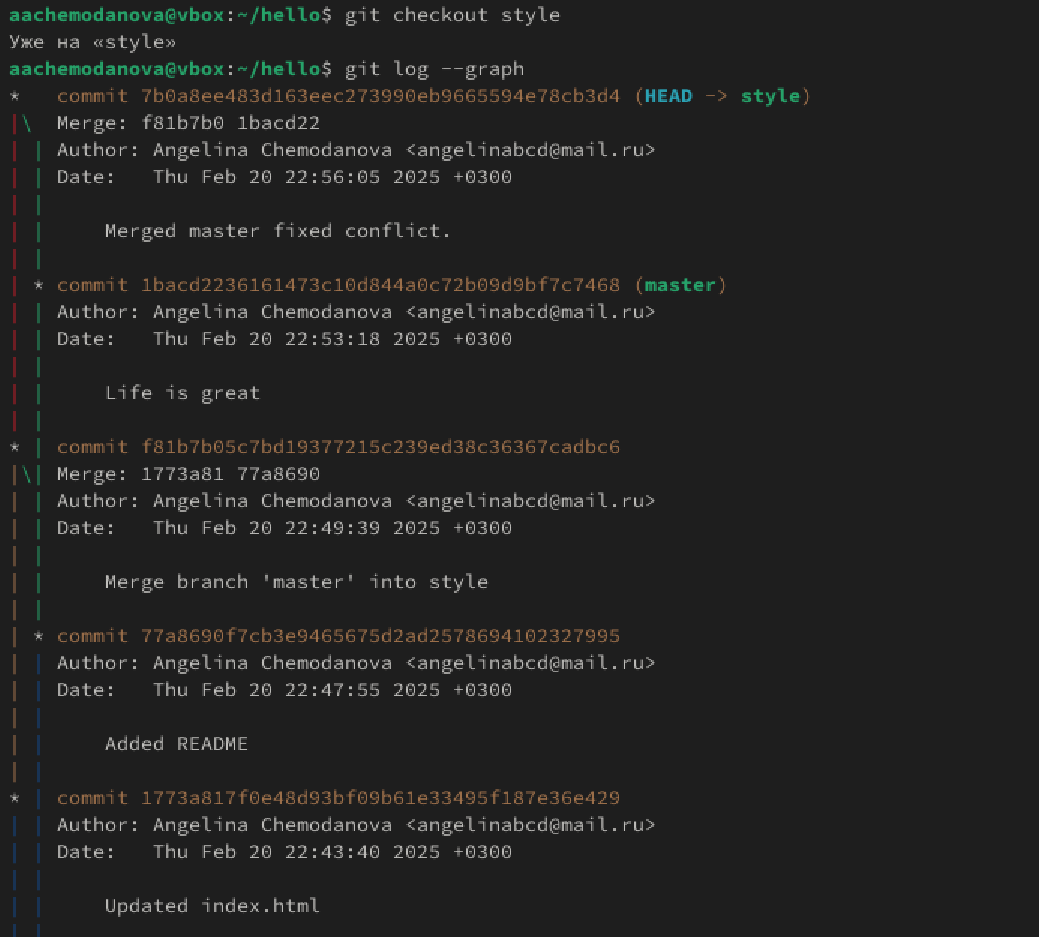 aachemodanova@vbox:~/hello$ git checkout style
Уже на «style»
aachemodanova@vbox:~/hello$ git log --graph
*   commit 7b0a8ee483d163eec273990eb9665594e78cb3d4 (HEAD -> style)
|\  Merge: f81b7b0 1bacd22
| | Author: Angelina Chemodanova <angelinabcd@mail.ru>
| | Date:   Thu Feb 20 22:56:05 2025 +0300
| |
| |     Merged master fixed conflict.
| |
| * commit 1bacd2236161473c10d844a0c72b09d9bf7c7468 (master)
| | Author: Angelina Chemodanova <angelinabcd@mail.ru>
| | Date:   Thu Feb 20 22:53:18 2025 +0300
| |
| |     Life is great
| |
* | commit f81b7b05c7bd19377215c239ed38c36367cadbc6
|\| Merge: 1773a81 77a8690
| | Author: Angelina Chemodanova <angelinabcd@mail.ru>
| | Date:   Thu Feb 20 22:49:39 2025 +0300
| |
| |     Merge branch 'master' into style
| |
| * commit 77a8690f7cb3e9465675d2ad2578694102327995
| | Author: Angelina Chemodanova <angelinabcd@mail.ru>
| | Date:   Thu Feb 20 22:47:55 2025 +0300
| |
| |     Added README
| |
* | commit 1773a817f0e48d93bf09b61e33495f187e36e429
| | Author: Angelina Chemodanova <angelinabcd@mail.ru>
| | Date:   Thu Feb 20 22:43:40 2025 +0300
| |
| |     Updated index.html
| |